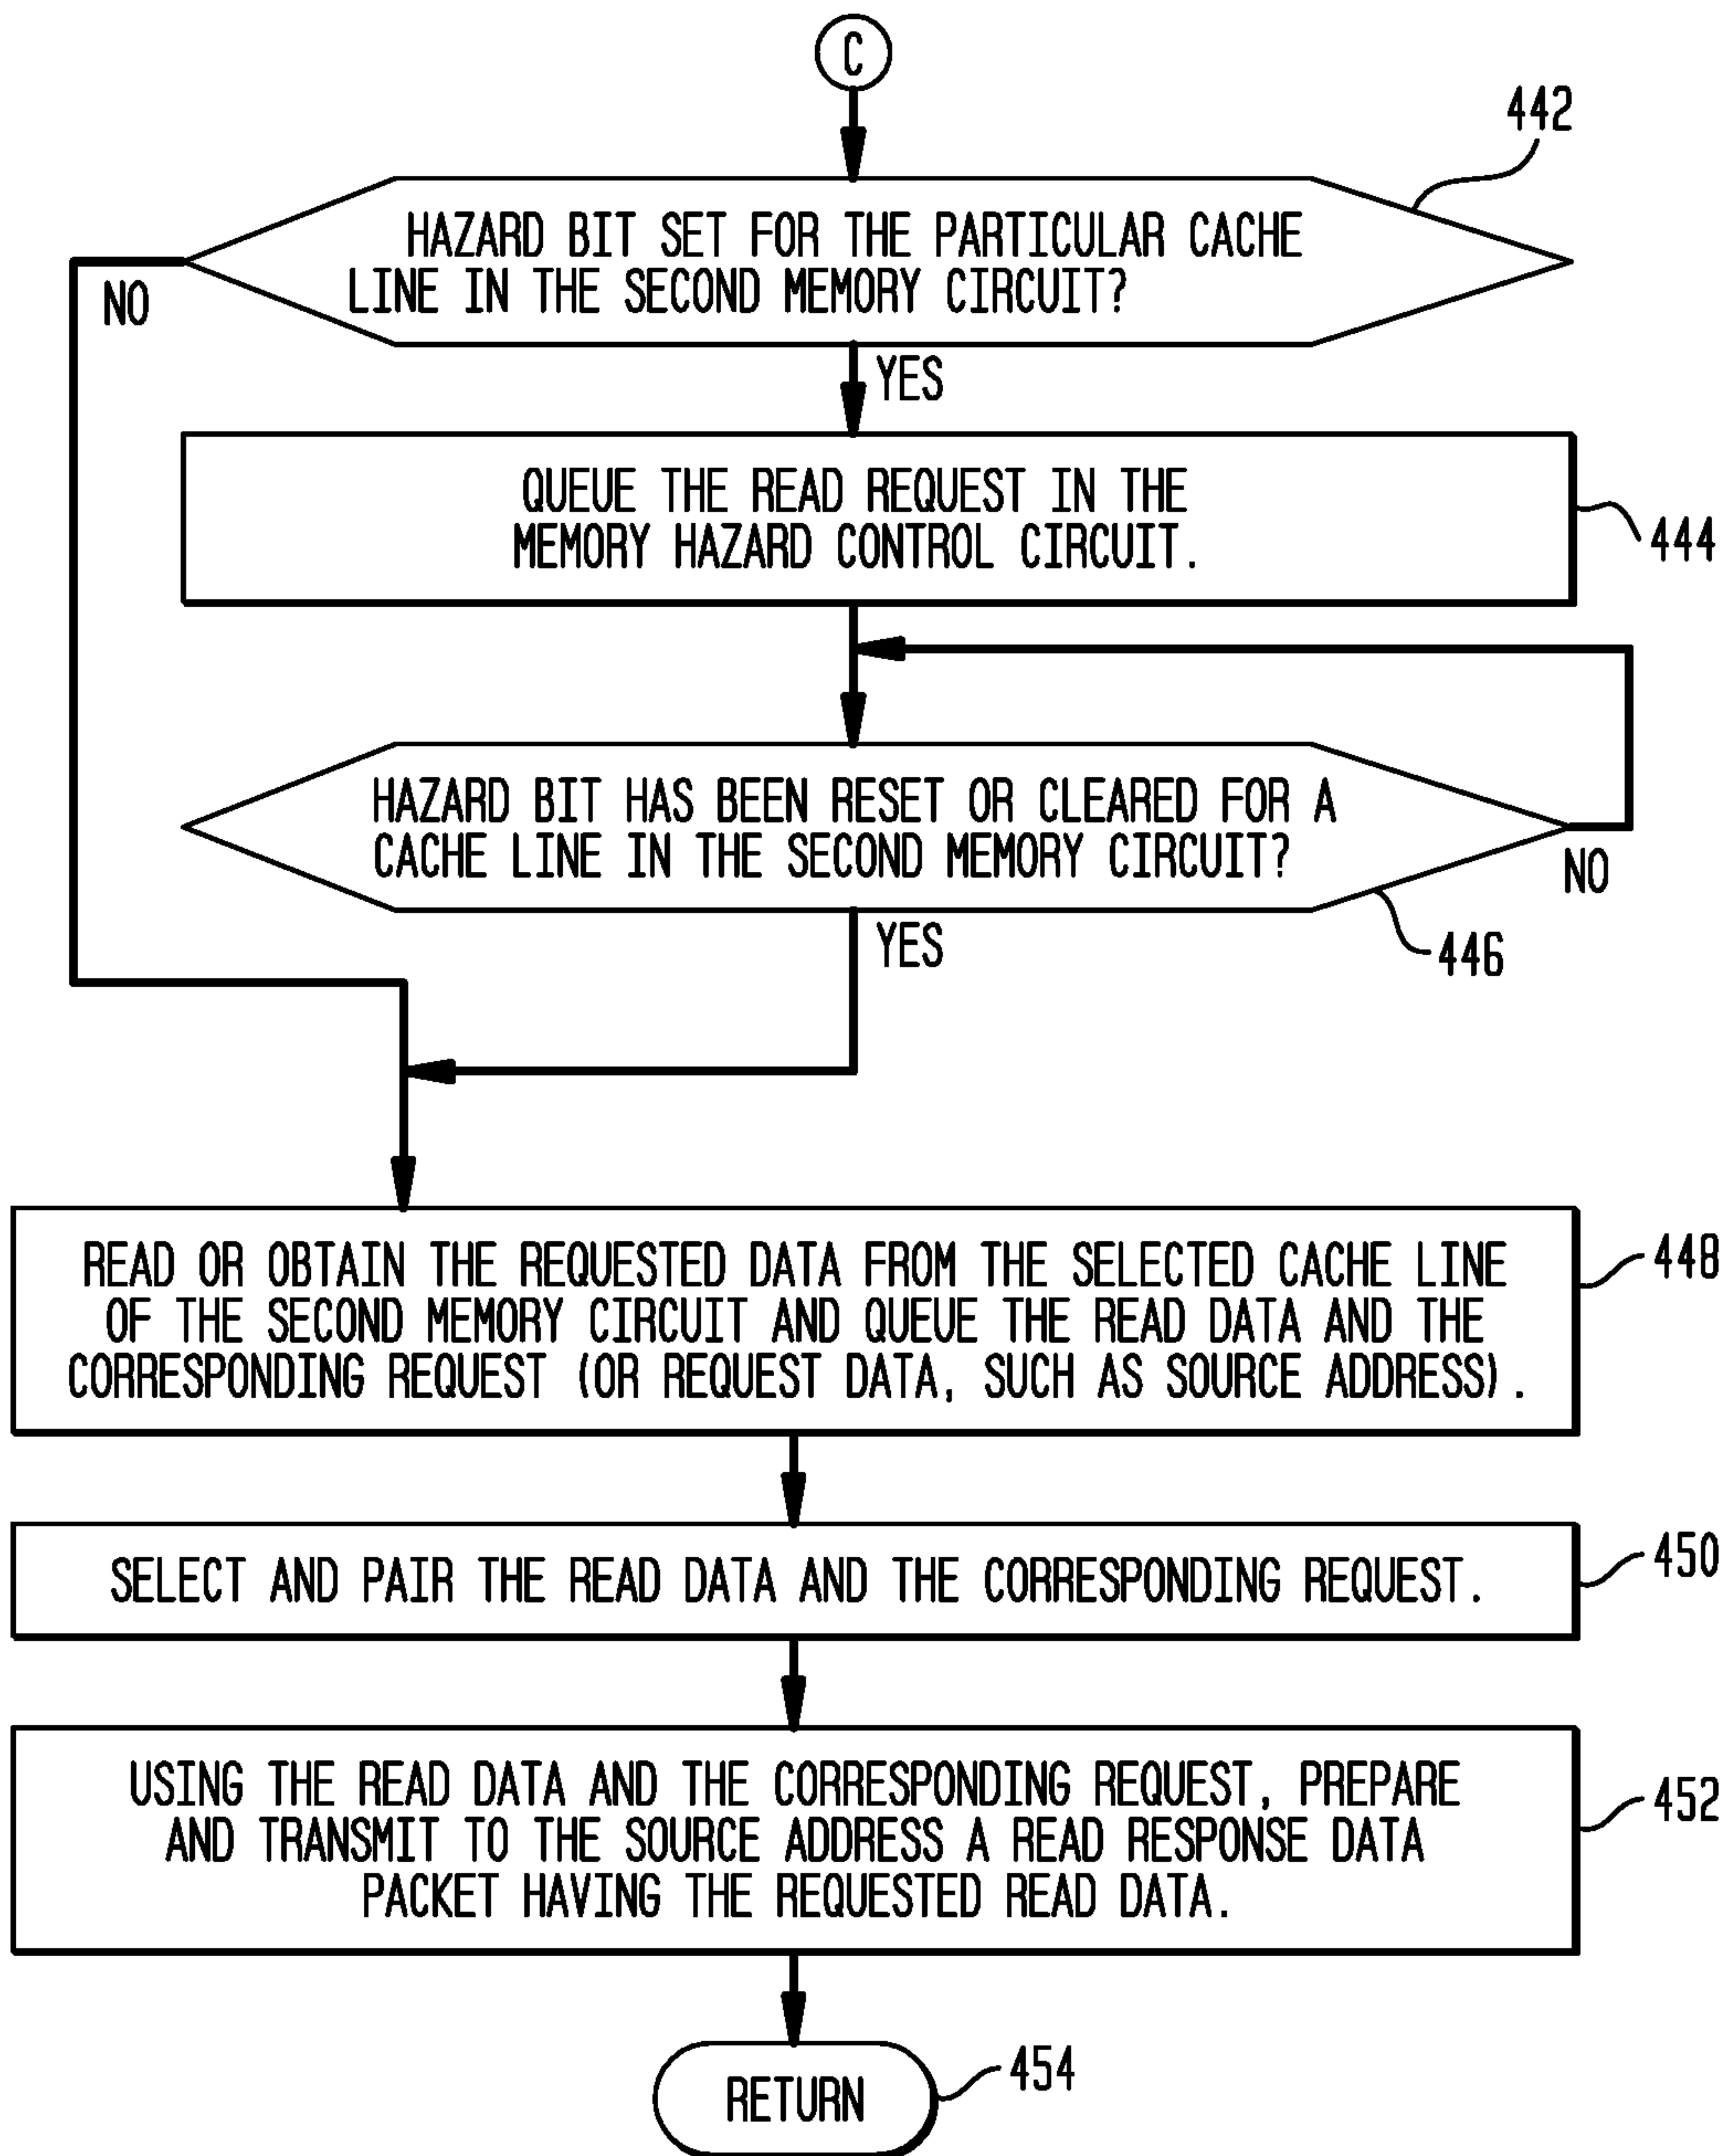 C
442
HAZARD BIT SET FOR THE PARTICULAR CACHE
LINE IN THE SECOND MEMORY CIRCUIT?
NO
YES
QUEUE THE READ REQUEST IN THE
MEMORY HAZARD CONTROL CIRCUIT.
444
HAZARD BIT HAS BEEN RESET OR CLEARED FOR A
CACHE LINE IN THE SECOND MEMORY CIRCUIT?
NO
YES
446
READ OR OBTAIN THE REQUESTED DATA FROM THE SELECTED CACHE LINE
OF THE SECOND MEMORY CIRCUIT AND QUEUE THE READ DATA AND THE
CORRESPONDING REQUEST (OR REQUEST DATA, SUCH AS SOURCE ADDRESS).
448
SELECT AND PAIR THE READ DATA AND THE CORRESPONDING REQUEST.
450
USING THE READ DATA AND THE CORRESPONDING REQUEST, PREPARE
AND TRANSMIT TO THE SOURCE ADDRESS A READ RESPONSE DATA
PACKET HAVING THE REQUESTED READ DATA.
452
RETURN
454